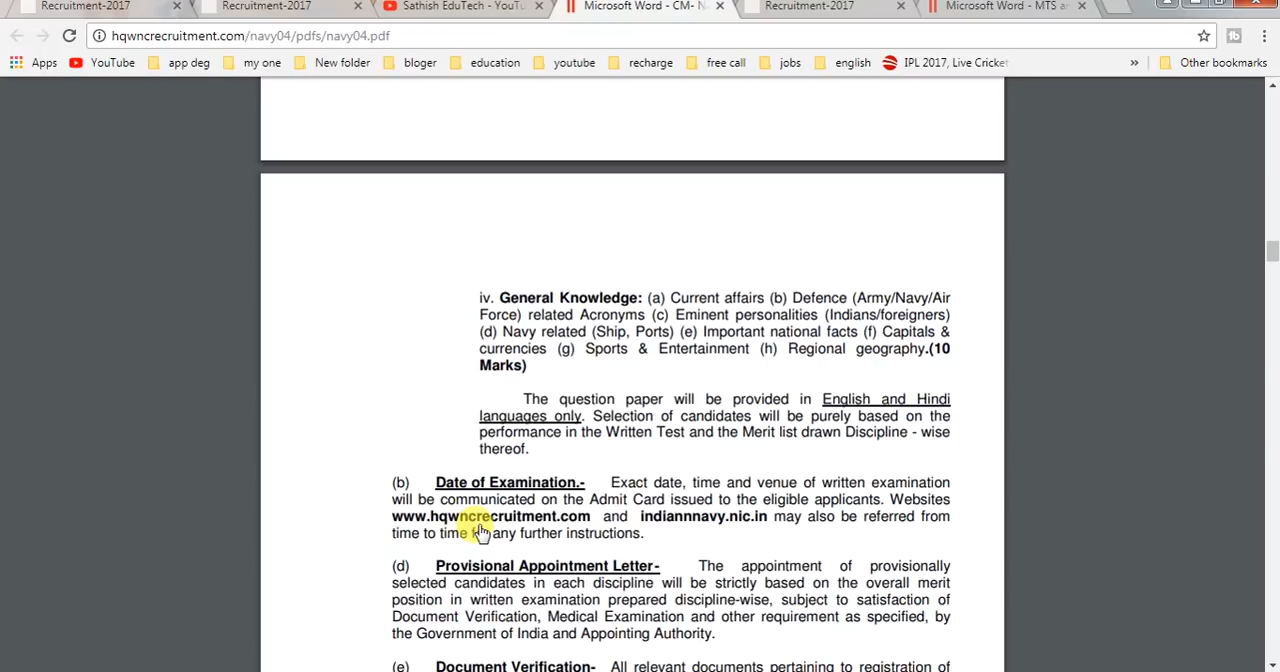 Recruitment-2017
Recruitment-2017
Sathish EduTech - YouTu
Microsoft Word - CM- N
Recruitment-2017
Microsoft Word - MTS a
hqwncrecruitment.com/navy04/pdfs/navy04.pdf
Apps YouTube app deg my one New folder bloger education youtube recharge free call jobs english IPL 2017, Live Cricket » Other bookmarks
iv. General Knowledge: (a) Current affairs (b) Defence (Army/Navy/Air
Force) related Acronyms (c) Eminent personalities (Indians/foreigners)
(d) Navy related (Ship, Ports) (e) Important national facts (f) Capitals &
currencies (g) Sports & Entertainment (h) Regional geography.(10
Marks)
The question paper will be provided in English and Hindi
languages only. Selection of candidates will be purely based on the
performance in the Written Test and the Merit list drawn Discipline - wise
thereof.
(b) Date of Examination.- Exact date, time and venue of written examination
will be communicated on the Admit Card issued to the eligible applicants. Websites
www.hqwncrecruitment.com and indiannnavy.nic.in may also be referred from
time to time any further instructions.
(d) Provisional Appointment Letter- The appointment of provisionally
selected candidates in each discipline will be strictly based on the overall merit
position in written examination prepared discipline-wise, subject to satisfaction of
Document Verification, Medical Examination and other requirement as specified, by
the Government of India and Appointing Authority.
(e) Document Verification- All relevant documents pertaining to registration of